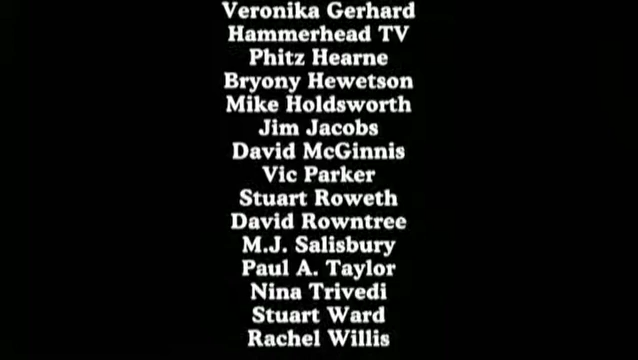 Veronika Gerhard
Hammerhead TV
Phitz Hearne
Bryony Hewetson
Mike Holdsworth
Jim Jacobs
David McGinnis
Vic Parker
Stuart Roweth
David Rowntree
M.J. Salisbury
Paul A. Taylor
Nina Trivedi
Stuart Ward
Rachel Willis